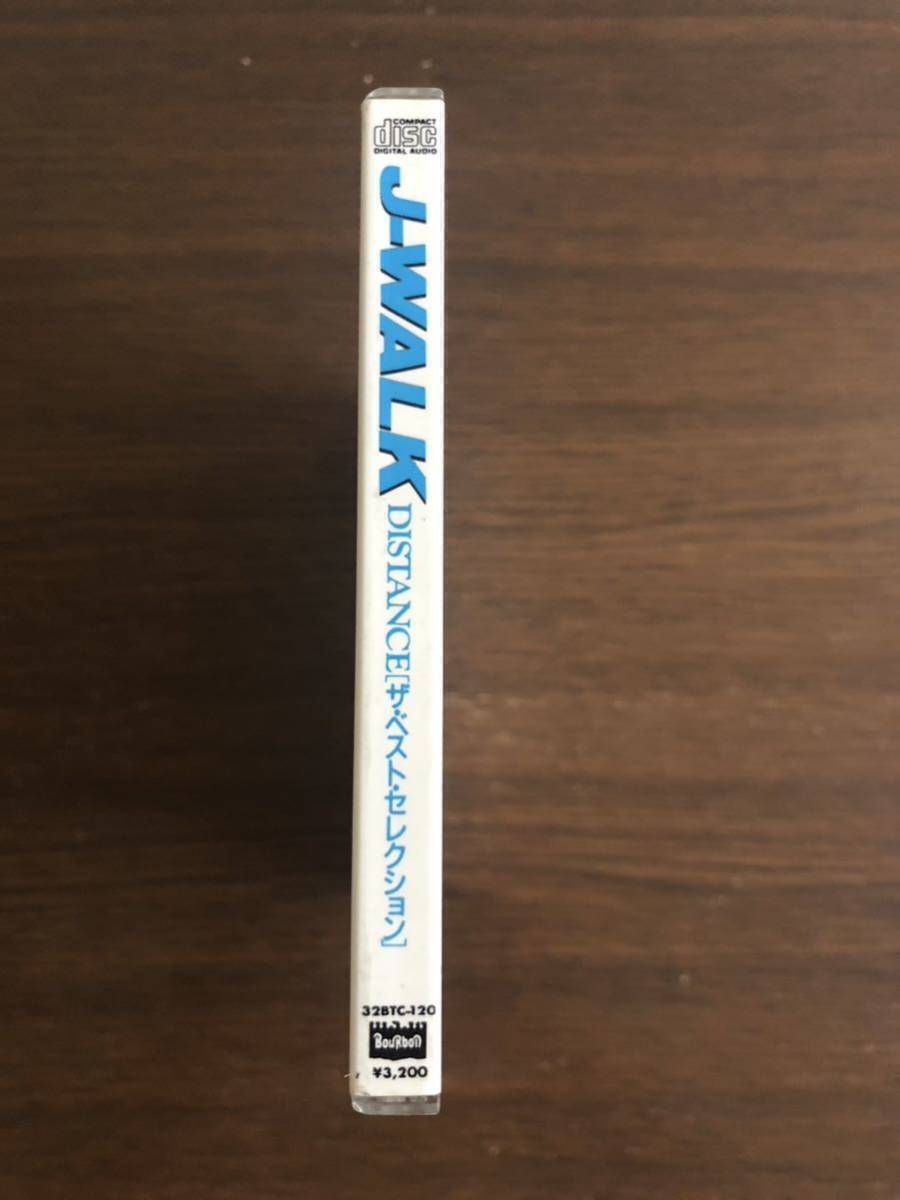 COMPACT
disc
DIGITAL AUDIO
J-WALK
DISTANCE[ザ・ベスト・セレクション]
32BTC-120
BOURBON
¥3,200